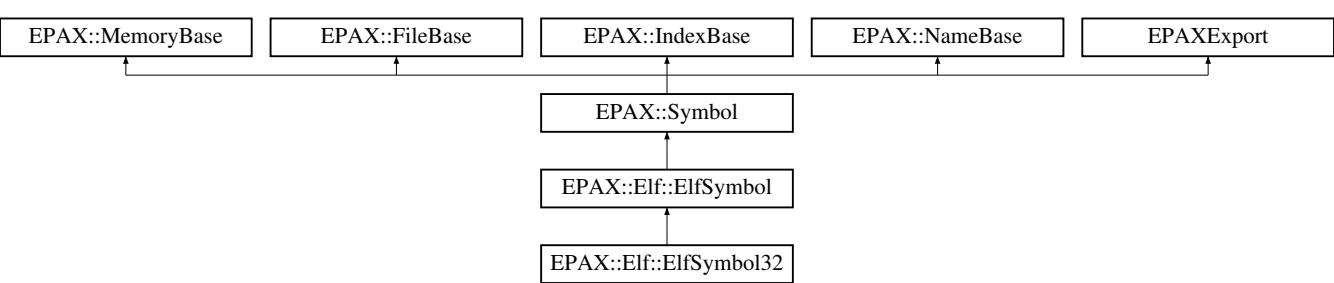 EPAX::MemoryBase
EPAX::FileBase
EPAX::IndexBase
EPAX::NameBase
EPAXExport
EPAX::Symbol
EPAX::Elf::ElfSymbol
EPAX::Elf::ElfSymbol32